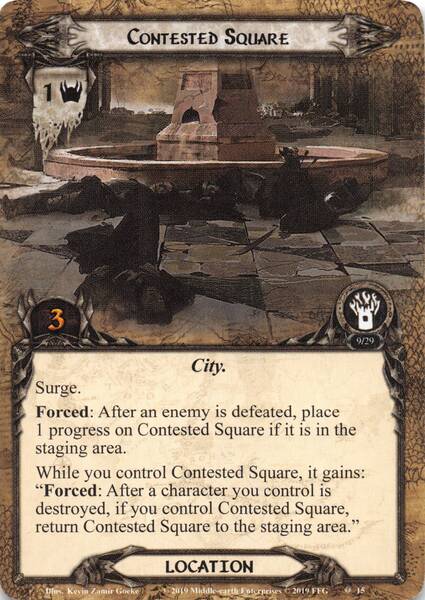 CONTESTED SQUARE
1
3
9/29
City.
Surge.
Forced: After an enemy is defeated, place
1 progress on Contested Square if it is in the
staging area.
While you control Contested Square, it gains:
“Forced: After a character you control is
destroyed, if you control Contested Square,
return Contested Square to the staging area.”
LOCATION
Illus. Kevin Zamir Goeke © 2019 Middle-earth Enterprises © 2019 FFG 15